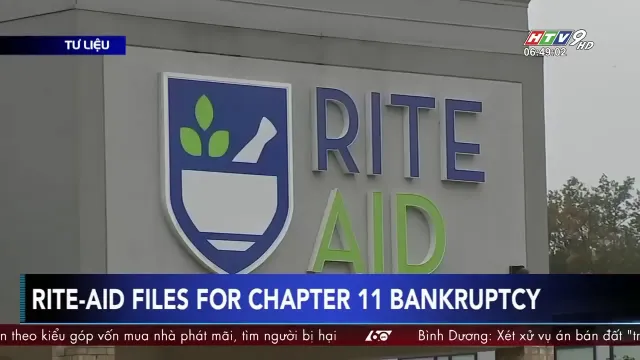 TƯ LIỆU
HTV9 HD
06:49:02
RITE
AID
RITE-AID FILES FOR CHAPTER 11 BANKRUPTCY
n theo kiểu góp vốn mua nhà phát mãi, tìm người bị hại
Bình Dương: Xét xử vụ án bán đất "tr